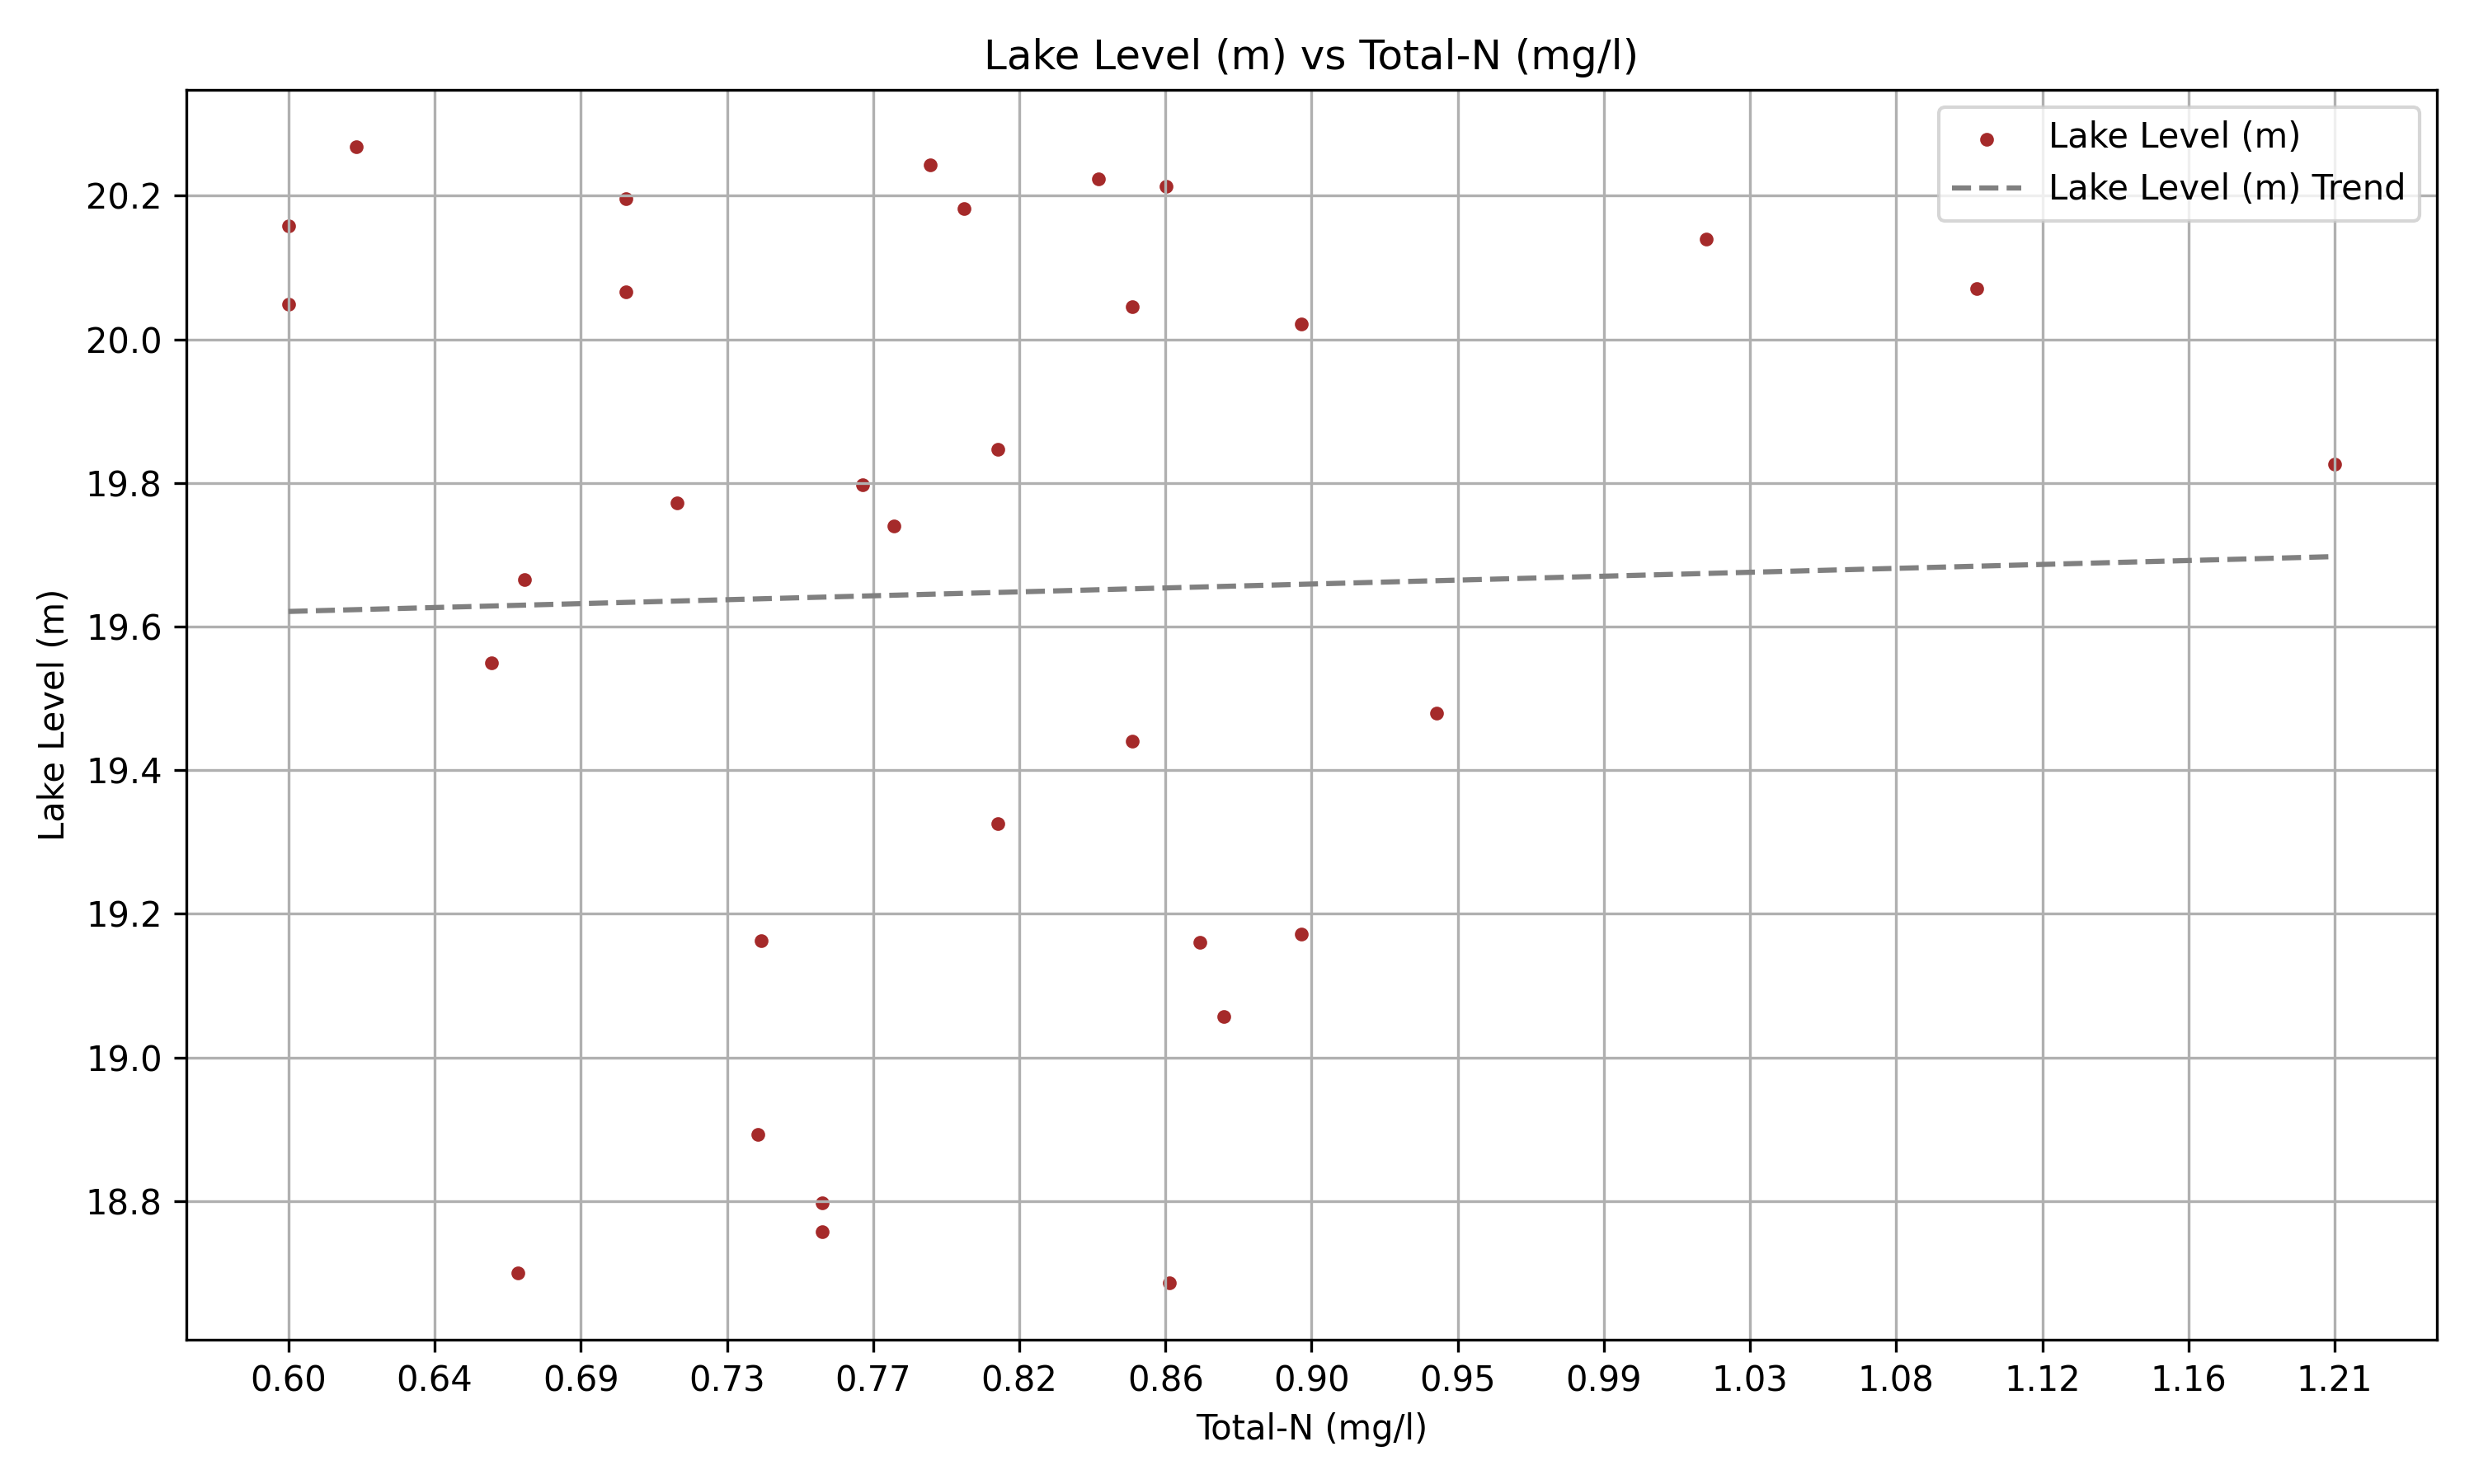 Lake Level (m) vs Total-N (mg/l)
Lake Level (m)
Lake Level (m) Trend
20.2
20.0
19.8
19.6
19.4
19.2
19.0
18.8
Lake Level (m)
0.60 0.64 0.69 0.73 0.77 0.82 0.86 0.90 0.95 0.99 1.03 1.08 1.12 1.16 1.21
Total-N (mg/l)